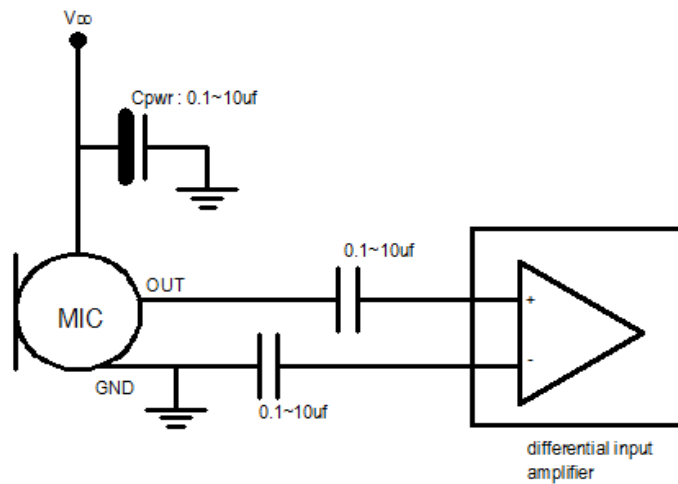 VDD
Cpwr : 0.1~10uf
0.1~10uf
OUT
+
MIC
-
GND
0.1~10uf
differential input
amplifier